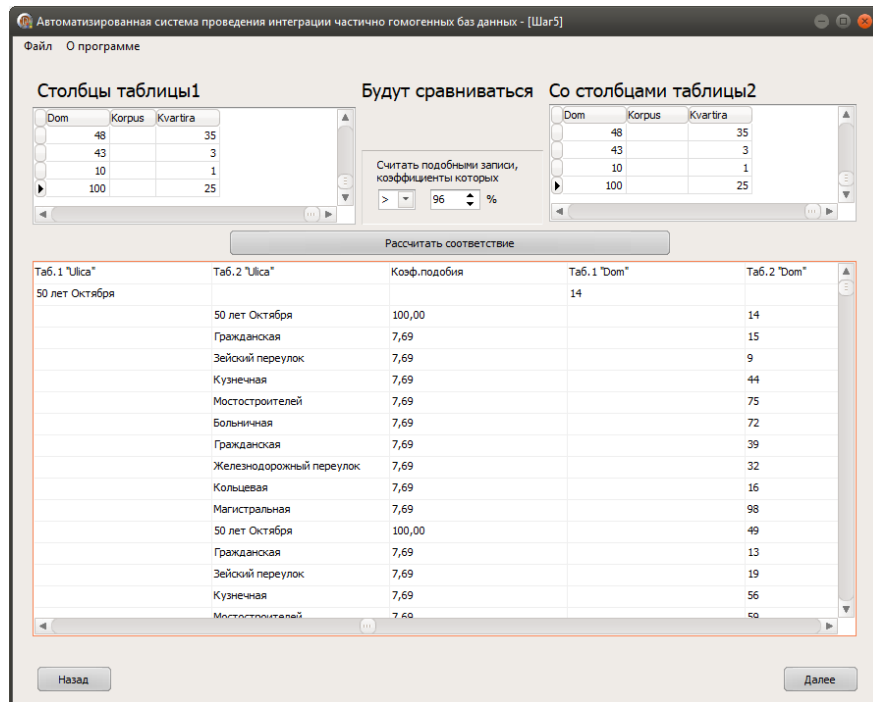 Автоматизированная система проведения интеграции частично гомогенных баз данных - [Шаг5]
Файл О программе
Столбцы таблицы1 Будут сравниваться Со столбцами таблицы2
Dom Korpus Kvartira
48 35
43 3
10 1
100 25
Считать подобными записи,
коэффициенты которых
> 96 %
Dom Korpus Kvartira
48 35
43 3
10 1
100 25
Рассчитать соответствие
Таб.1 "Ulica" Таб.2 "Ulica" Коэф.подобия Таб.1 "Dom" Таб.2 "Dom"
50 лет Октября 14
50 лет Октября 100,00 14
Гражданская 7,69 15
Зейский переулок 7,69 9
Кузнечная 7,69 44
Мостостроителей 7,69 75
Больничная 7,69 72
Гражданская 7,69 39
Железнодорожный переулок 7,69 32
Кольцевая 7,69 16
Магистральная 7,69 98
50 лет Октября 100,00 49
Гражданская 7,69 13
Зейский переулок 7,69 19
Кузнечная 7,69 56
Мостостроителей 7,69 59
Назад Далее